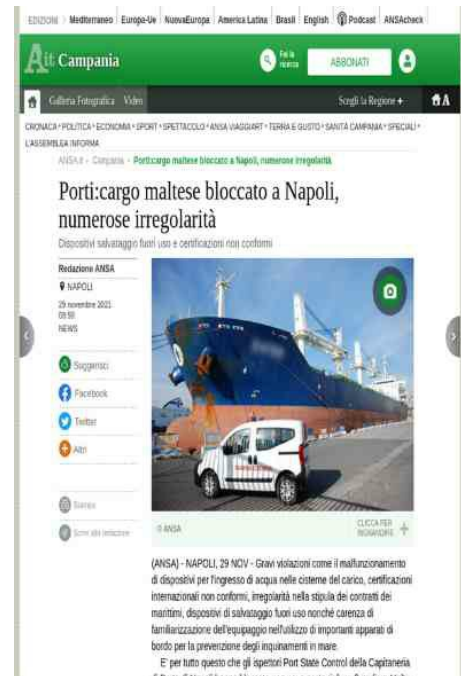 EDIZIONI Mediterraneo Europa-Ue NuovaEuropa America Latina Brasil English Podcast ANSAcheck
A.it Campania
Fai la ricerca
ABBONATI
Galleria Fotografica Video
Scegli la Regione +
CRONACA • POLITICA • ECONOMIA • SPORT • SPETTACOLO • ANSA VIAGGIART • TERRA E GUSTO • SANITÀ CAMPANIA • SPECIALI •
L'ASSEMBLEA INFORMA
ANSA.it Campania Porti:cargo maltese bloccato a Napoli, numerose irregolarità
Porti:cargo maltese bloccato a Napoli,
numerose irregolarità
Dispositivi salvataggio fuori uso e certificazioni non conformi
Redazione ANSA
NAPOLI
29 novembre 2021
NEWS
Suggerisci
Facebook
Twitter
Altri
Stampa
Scrivi alla redazione
© ANSA
CLICCA PER
INGRANDIRE +
(ANSA) - NAPOLI, 29 NOV - Gravi violazioni come il malfunzionamento
di dispositivi per l'ingresso di acqua nelle cisterne del carico, certificazioni
internazionali non conformi, irregolarità nella stipula dei contratti dei
marittimi, dispositivi di salvataggio fuori uso nonché carenza di
familiarizzazione dell'equipaggio nell'utilizzo di importanti apparati di
bordo per la prevenzione degli inquinamenti in mare.
E' per tutto questo che gli ispettori Port State Control della Capitaneria